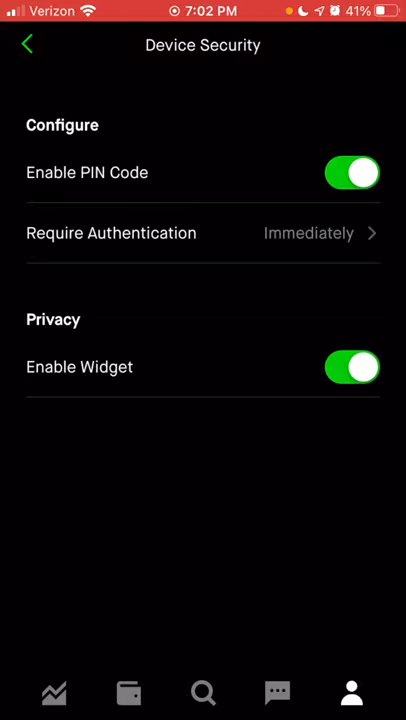 Verizon 7:02 PM 41%
Device Security
Configure
Enable PIN Code
Require Authentication Immediately
Privacy
Enable Widget